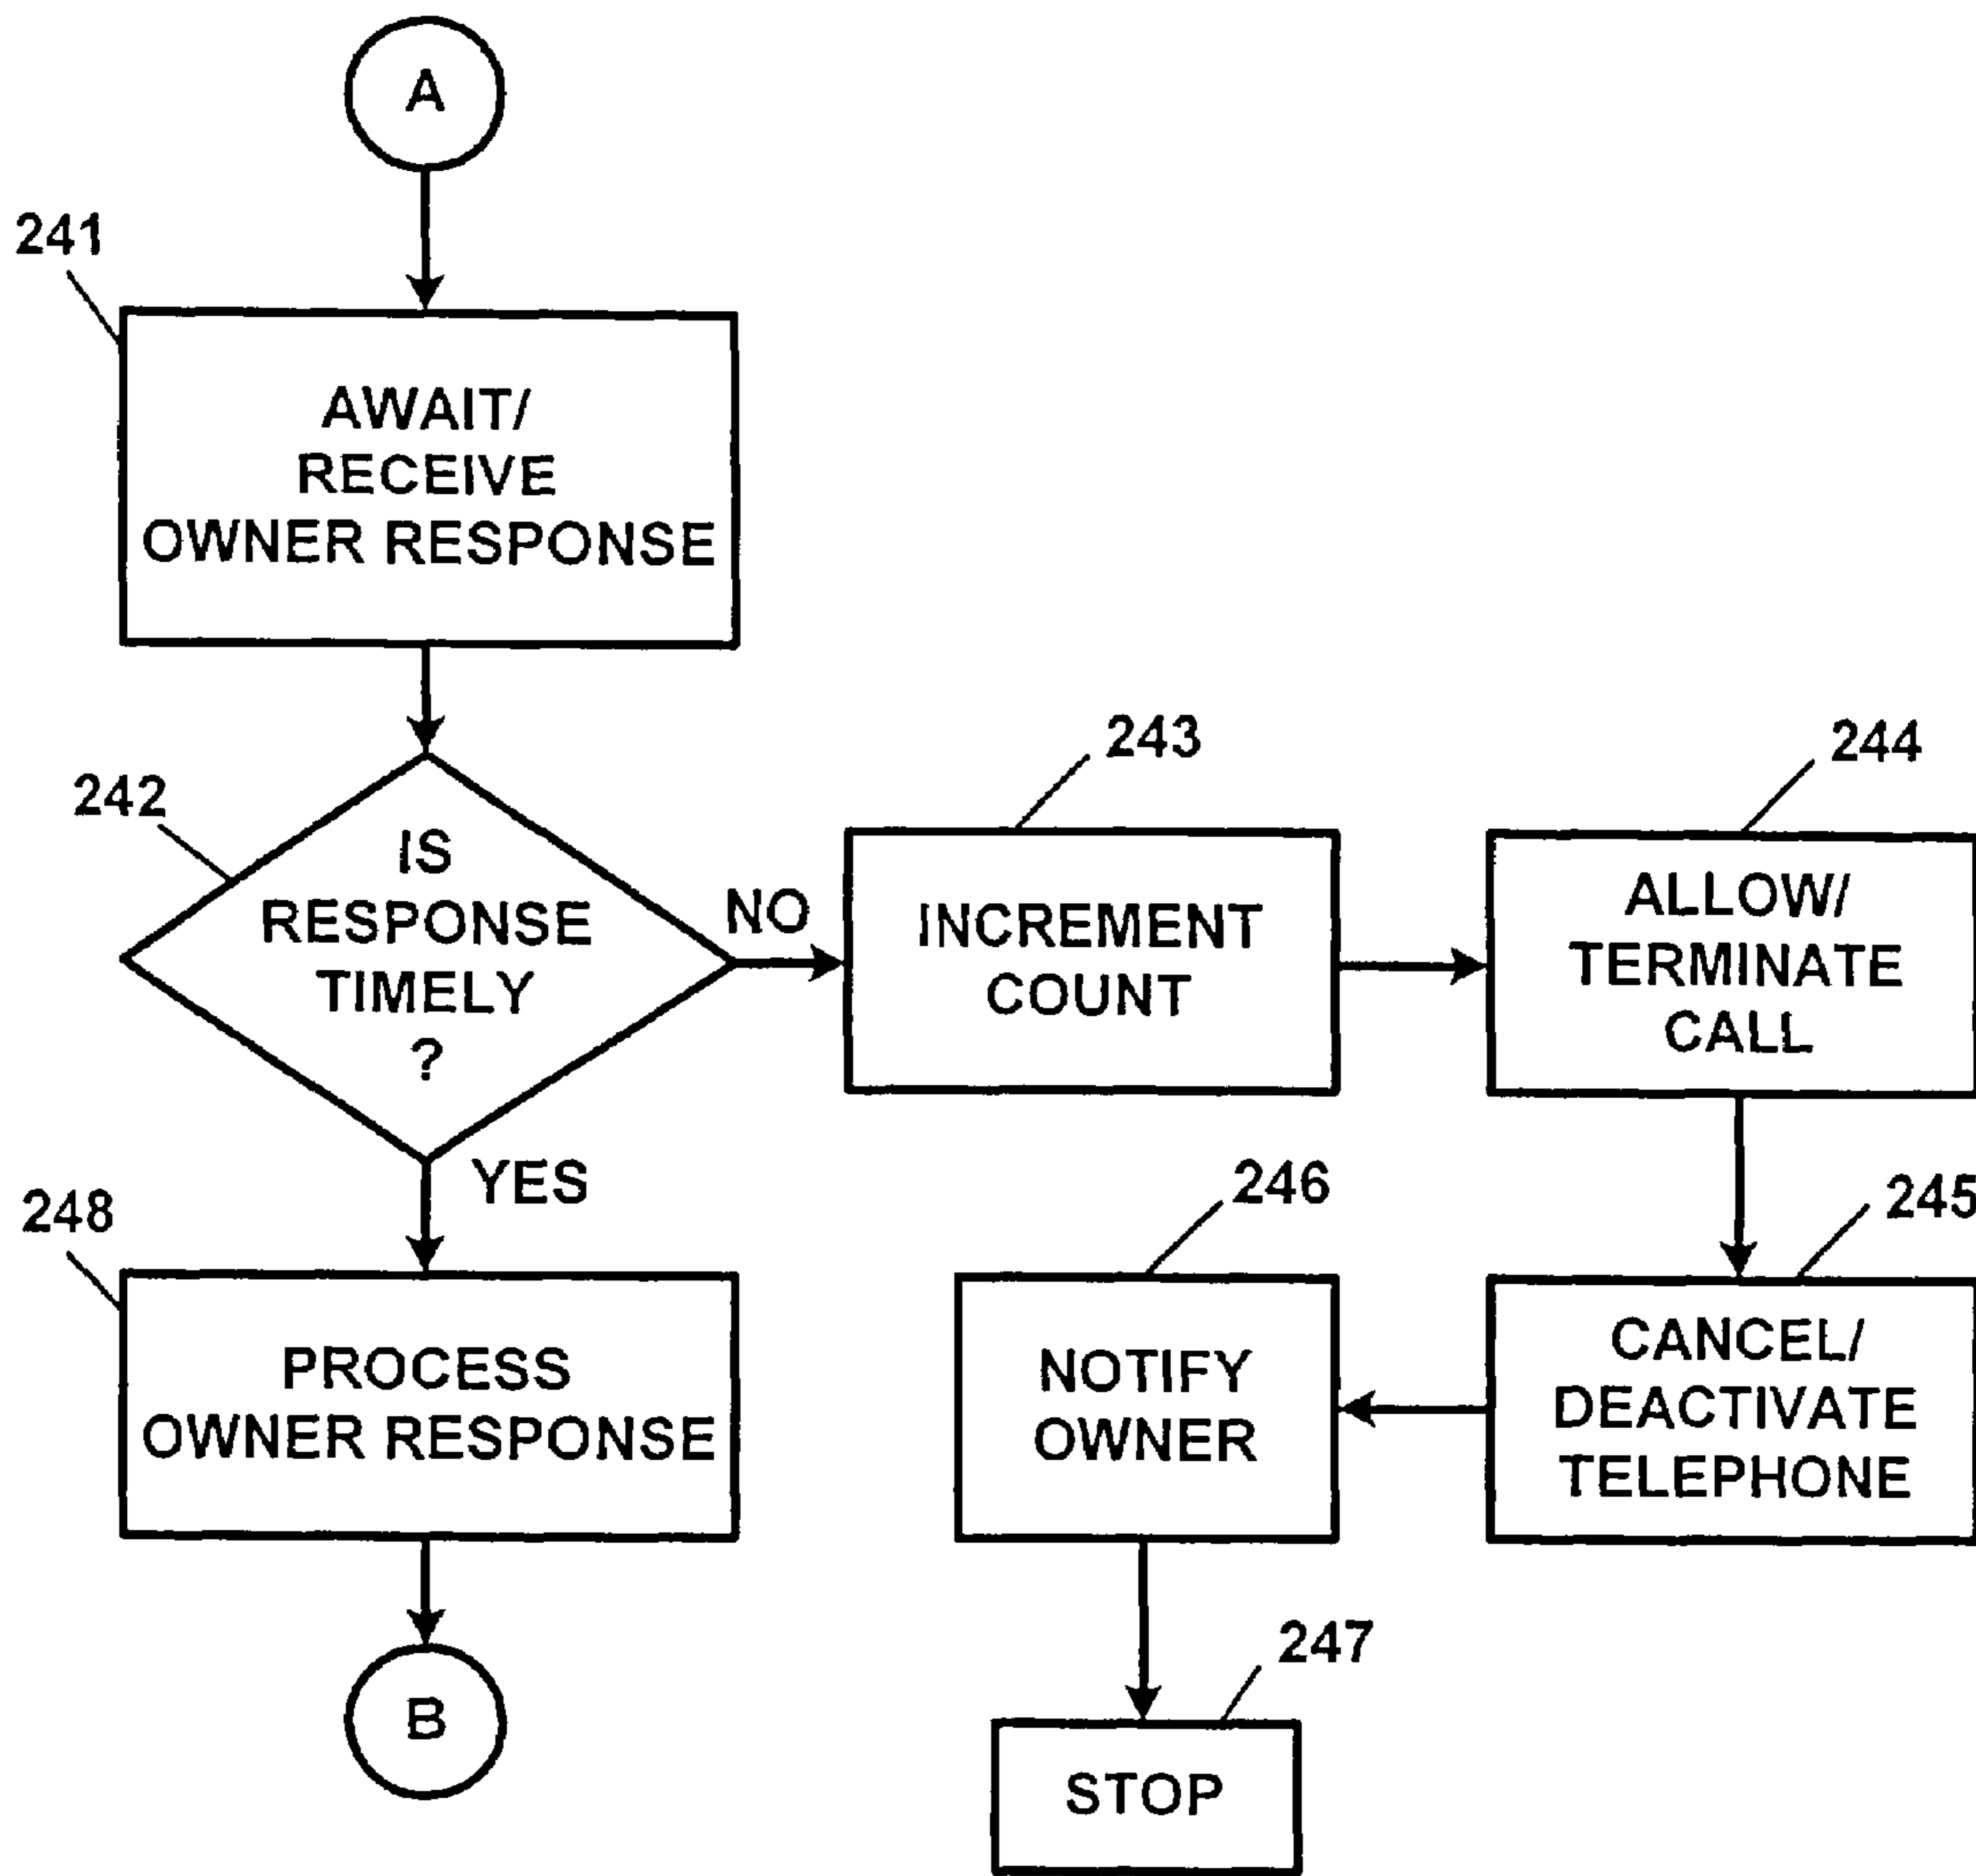 A
241
AWAIT/
RECEIVE
OWNER RESPONSE
242
IS
RESPONSE
TIMELY
?
NO
YES
243
INCREMENT
COUNT
244
ALLOW/
TERMINATE
CALL
245
CANCEL/
DEACTIVATE
TELEPHONE
246
NOTIFY
OWNER
247
STOP
248
PROCESS
OWNER RESPONSE
B